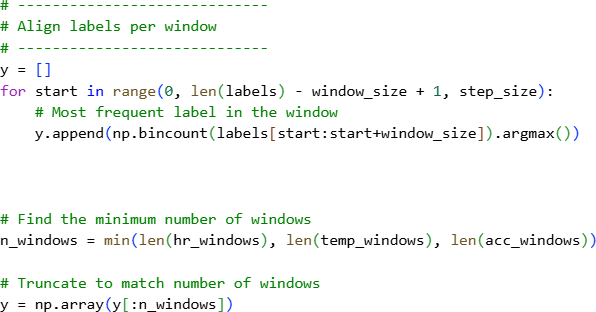 # -----------------------------
# Align labels per window
# -----------------------------
y = []
for start in range(0, len(labels) - window_size + 1, step_size):
    # Most frequent label in the window
    y.append(np.bincount(labels[start:start+window_size]).argmax())
# Find the minimum number of windows
n_windows = min(len(hr_windows), len(temp_windows), len(acc_windows))
# Truncate to match number of windows
y = np.array(y[:n_windows])